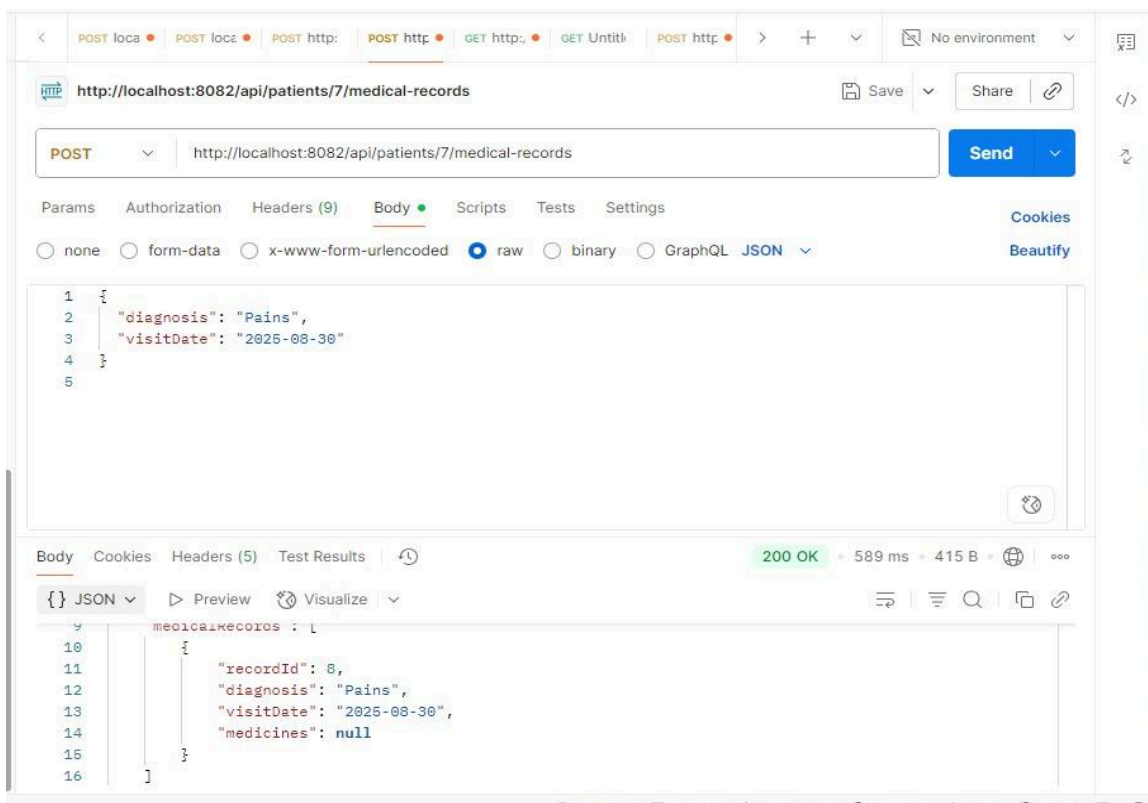 POST loca POST loca POST http: POST http GET http:, GET Untitl POST http No environment
HTTP http://localhost:8082/api/patients/7/medical-records Save Share
POST http://localhost:8082/api/patients/7/medical-records Send
Params Authorization Headers (9) Body Scripts Tests Settings Cookies
none form-data x-www-form-urlencoded raw binary GraphQL JSON Beautify
1 {
2 "diagnosis": "Pains",
3 "visitDate": "2025-08-30"
4 }
5
Body Cookies Headers (5) Test Results 200 OK 589 ms 415 B
{} JSON Preview Visualize
9 "medicalRecords": [
10 {
11 "recordId": 8,
12 "diagnosis": "Pains",
13 "visitDate": "2025-08-30",
14 "medicines": null
15 }
16 ]